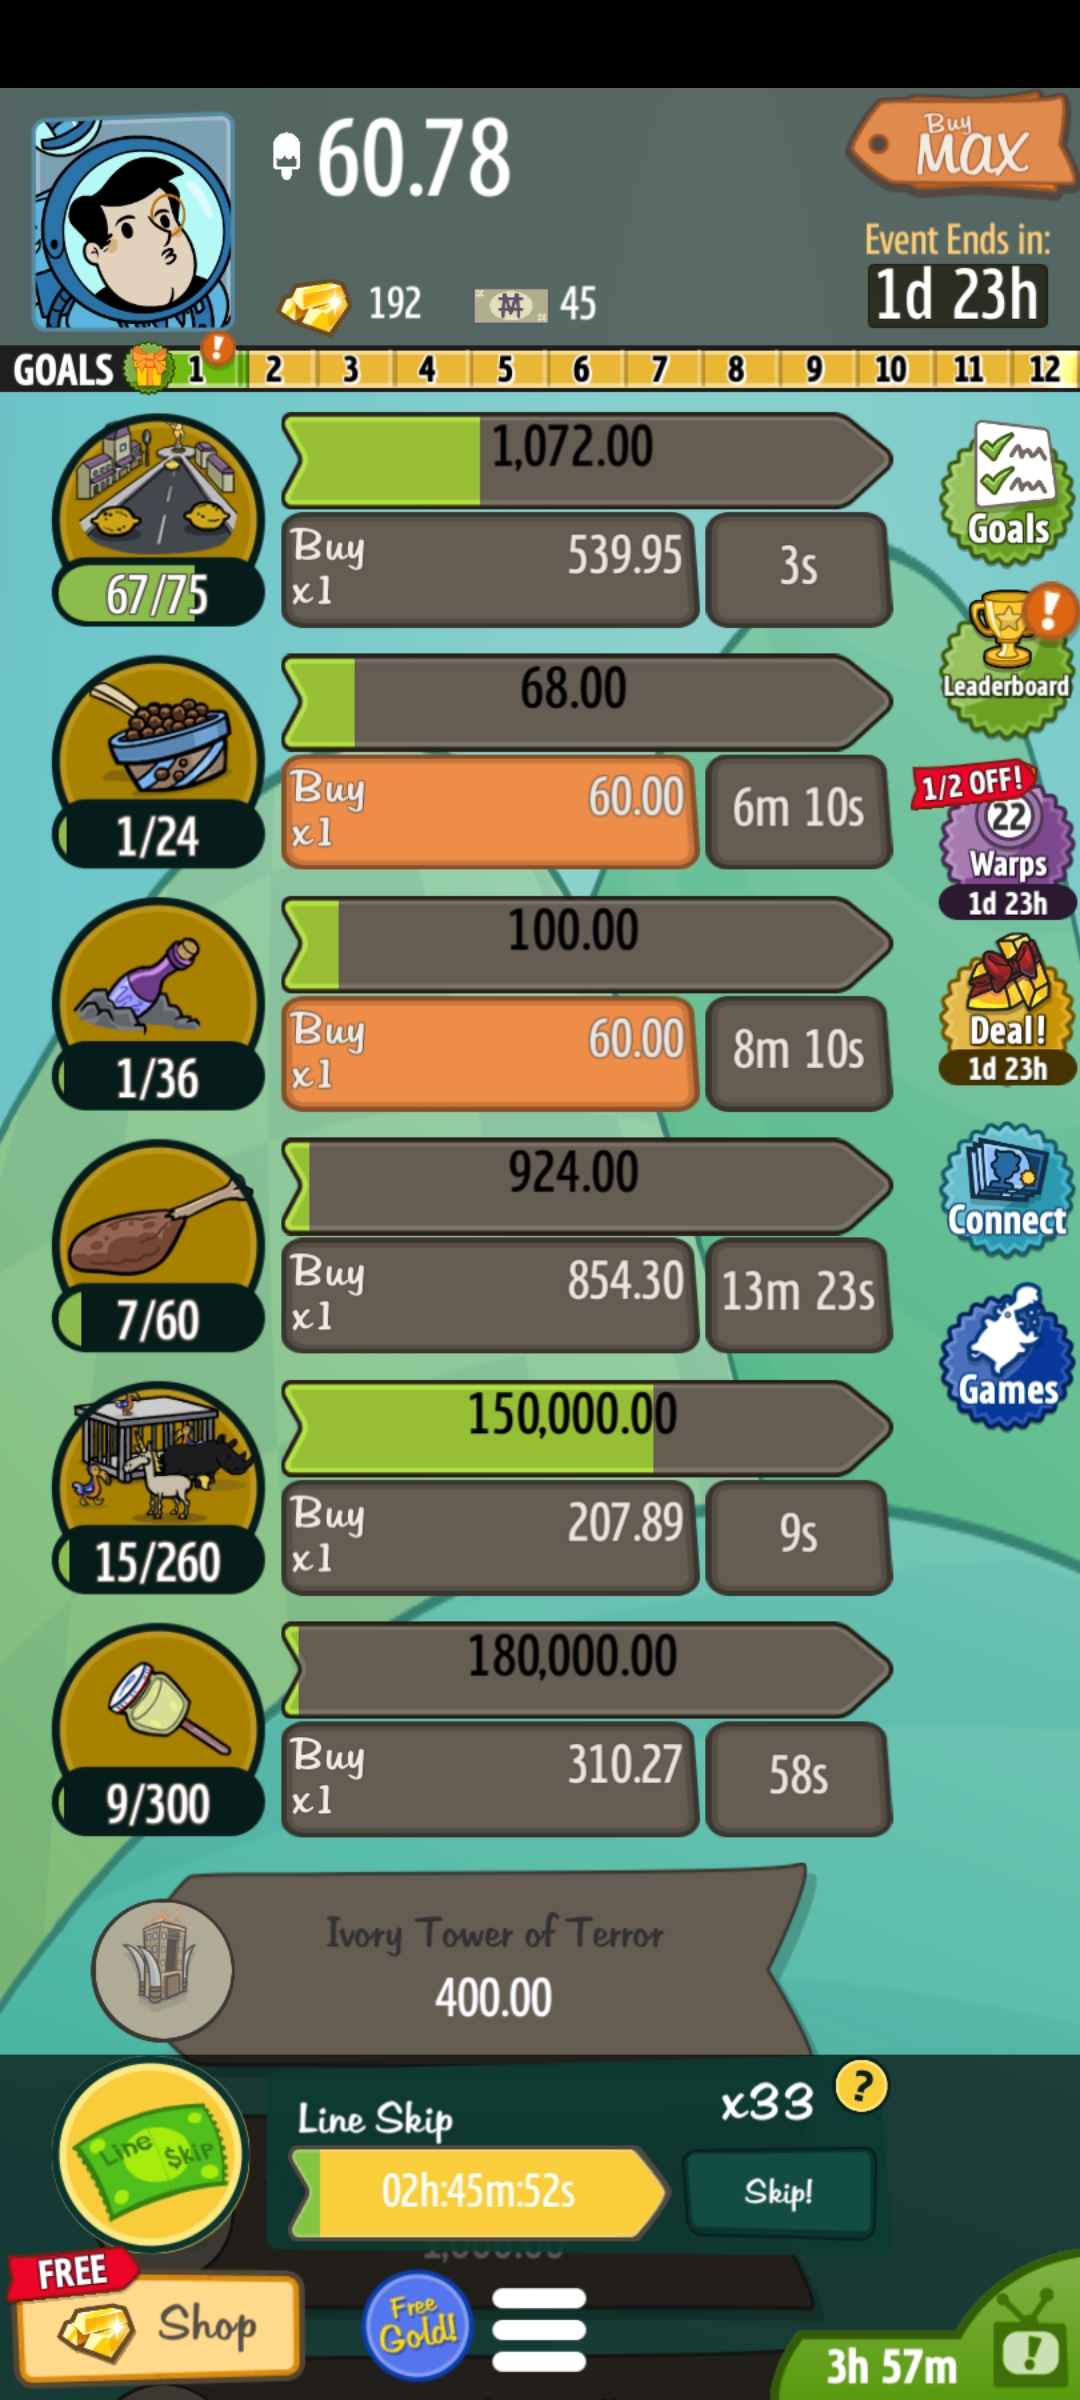 60.78
Buy
Max
Event Ends in:
1d 23h
192
45
GOALS 1 ! 2 3 4 5 6 7 8 9 10 11 12
1,072.00
Buy
x1
539.95
3s
67/75
Goals
68.00
Buy
x1
60.00
6m 10s
1/24
!
Leaderboard
1/2 OFF!
22
Warps
1d 23h
100.00
Buy
x1
60.00
8m 10s
1/36
Deal!
1d 23h
924.00
Buy
x1
854.30
13m 23s
7/60
Connect
150,000.00
Buy
x1
207.89
9s
15/260
Games
180,000.00
Buy
x1
310.27
58s
9/300
Ivory Tower of Terror
400.00
Line Skip
Line $kip
x33
?
02h:45m:52s
Skip!
1,000.00
FREE
Shop
Free
Gold!
3h 57m
!